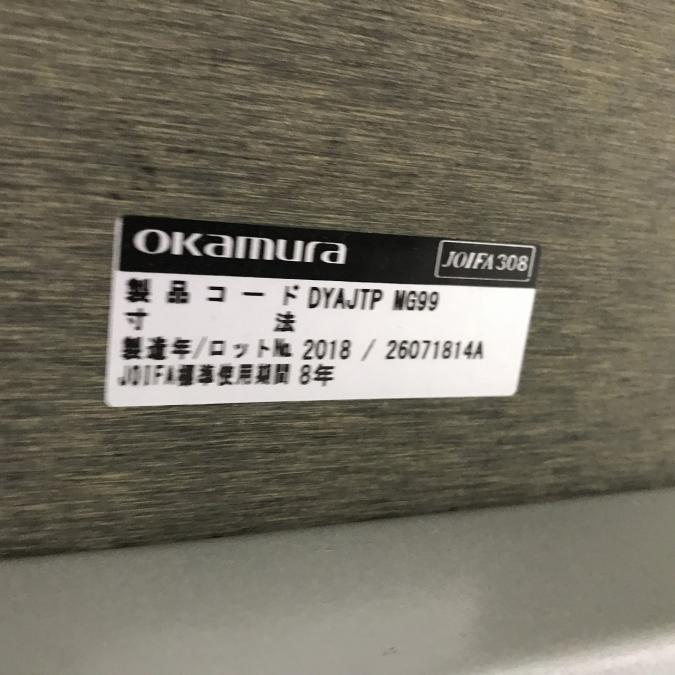 okamura
JOIFA308
製品コード DYAJTP MG99
寸法
製造年/ロット№ 2018 / 26071814A
JOIFA標準使用期間 8年